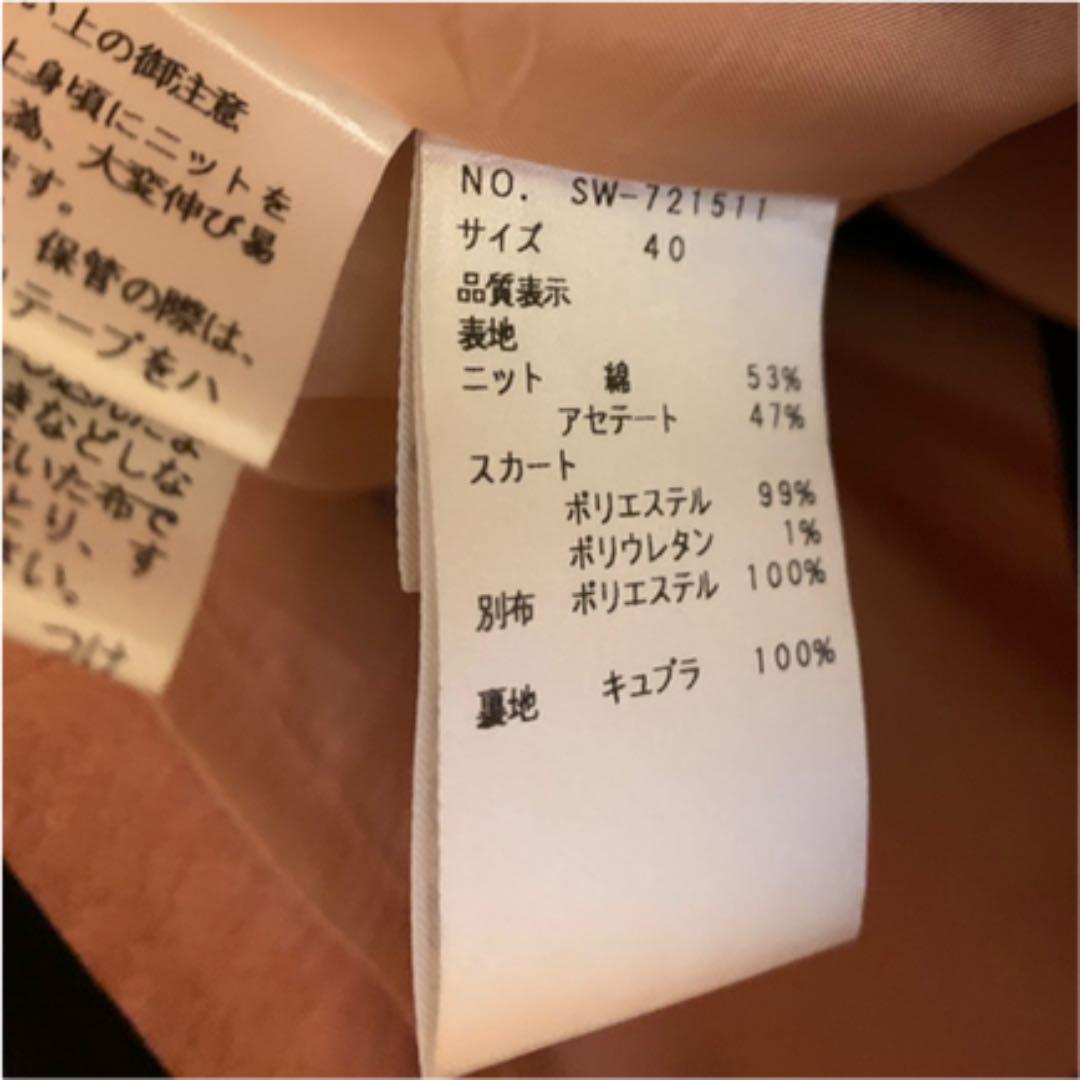 い上の御注意
上身頃にニットを
為、大変伸び易
ます。
保管の際は、
テープをハ
きなどしな
乾いた布で
とり、す
さい。
つけ
NO. SW-721511
サイズ 40
品質表示
表地
ニット 綿 53%
アセテート 47%
スカート
ポリエステル 99%
ポリウレタン 1%
別布 ポリエステル 100%
裏地 キュプラ 100%